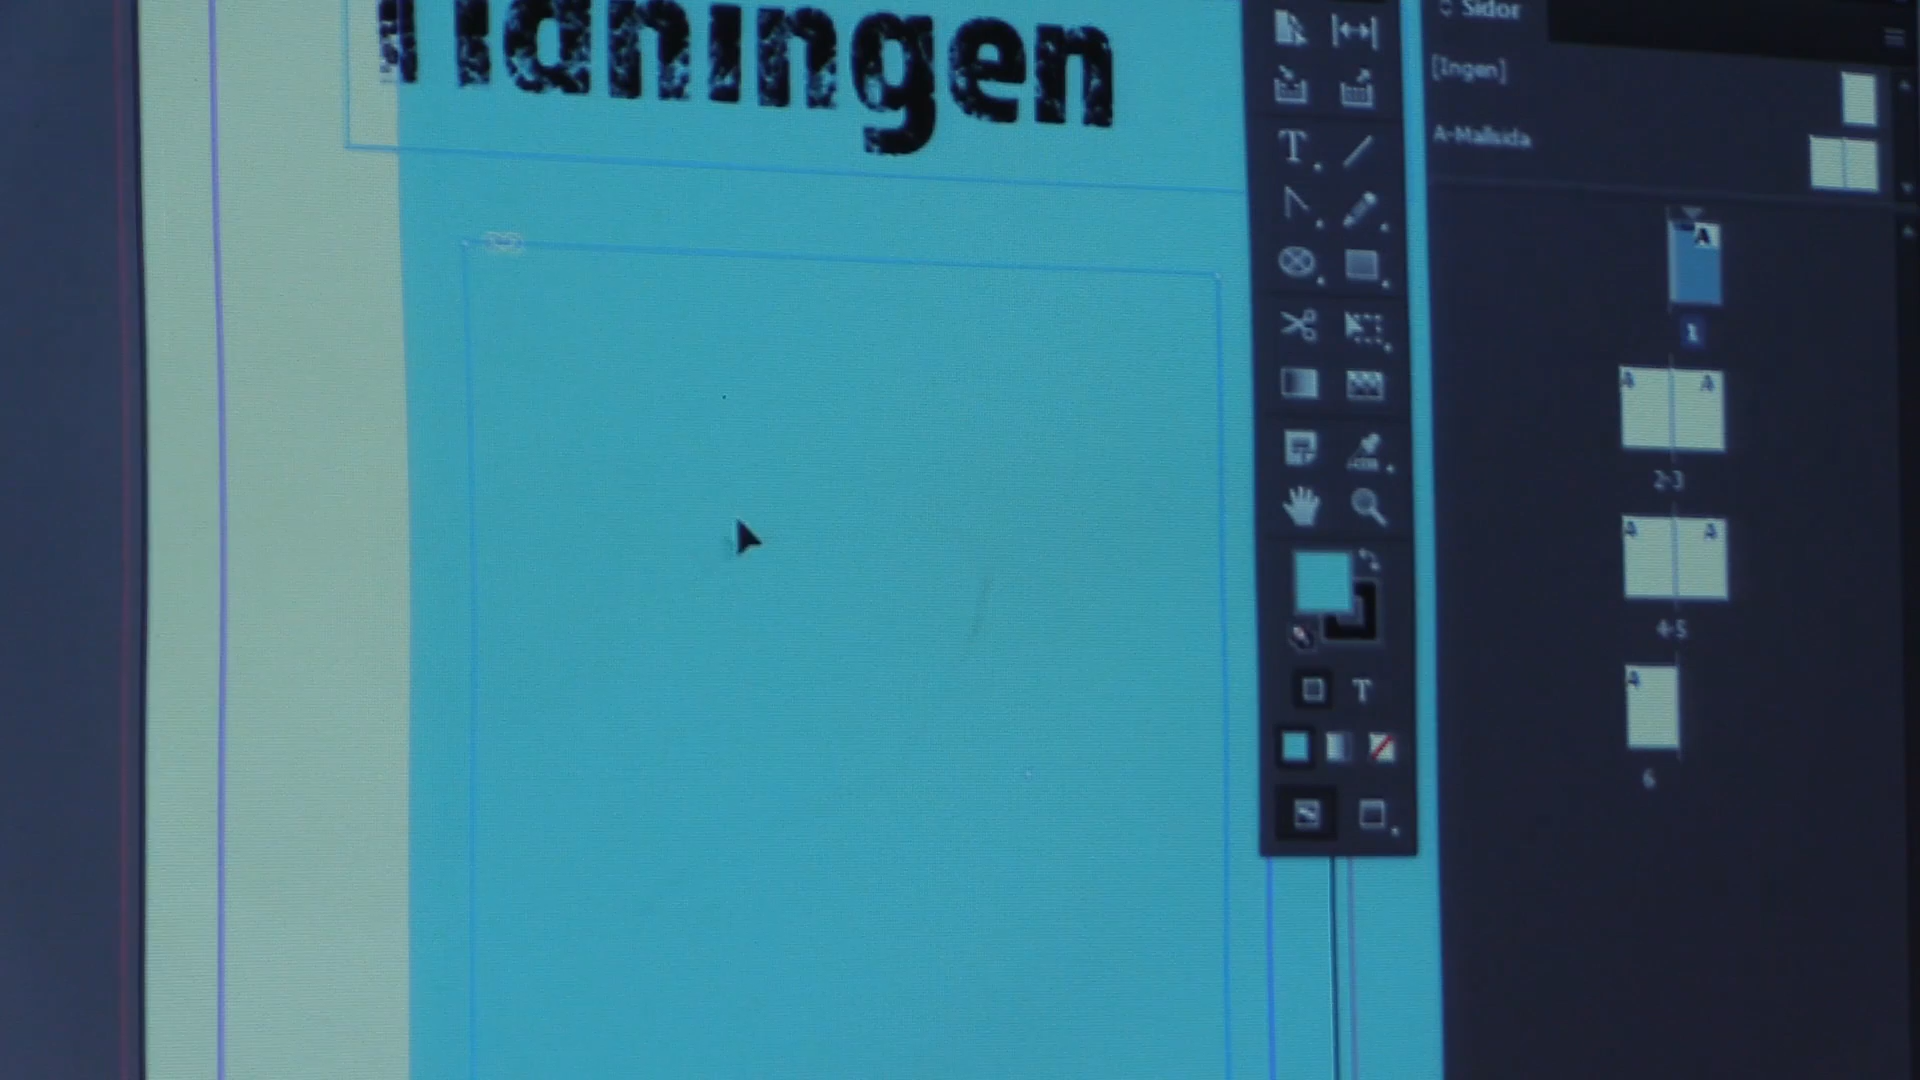 Tidningen
Sidor
[Ingen]
A-Mallsida
A
1
A A
2-3
A A
4-5
A
6
T
T